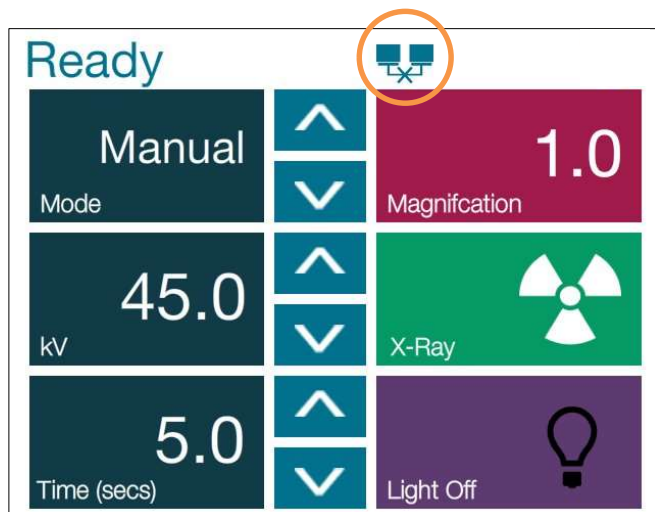 Ready
Manual
Mode
1.0
Magnifcation
45.0
kV
X-Ray
5.0
Time (secs)
Light Off